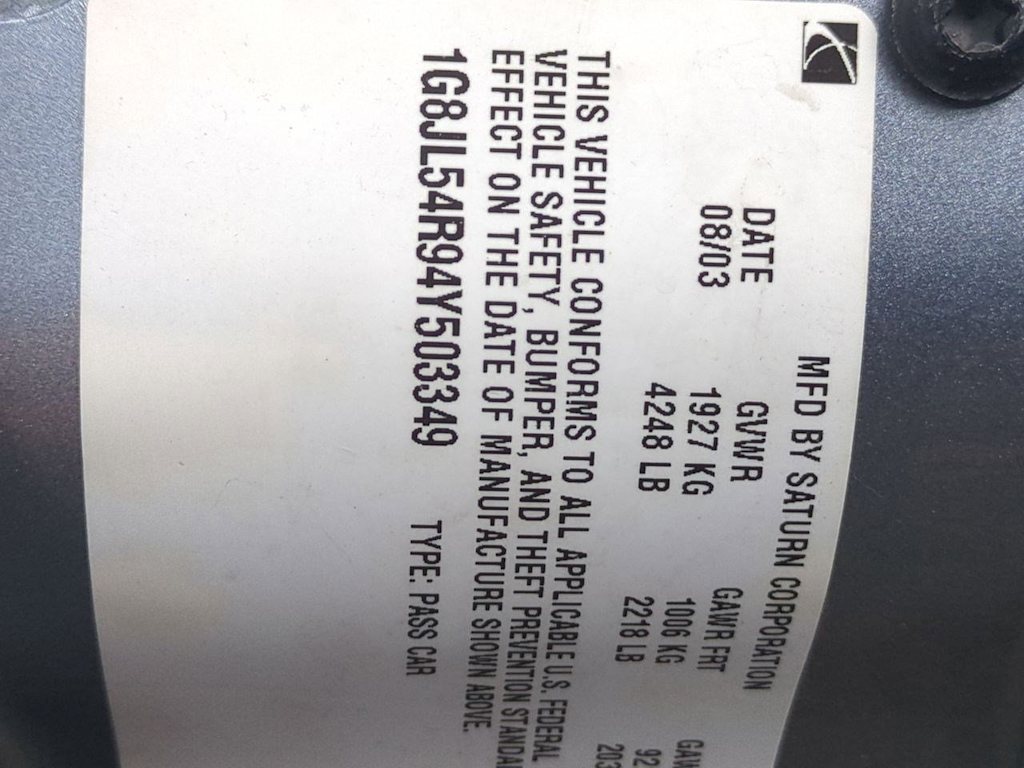 MFD BY SATURN CORPORATION
DATE GVWR GAWR FRT
08/03 1927 KG 1006 KG
4248 LB 2218 LB
THIS VEHICLE CONFORMS TO ALL APPLICABLE U.S. FEDERAL
VEHICLE SAFETY, BUMPER, AND THEFT PREVENTION
EFFECT ON THE DATE OF MANUFACTURE SHOWN ABOVE.
1G8JL54R94Y503349 TYPE: PASS CAR